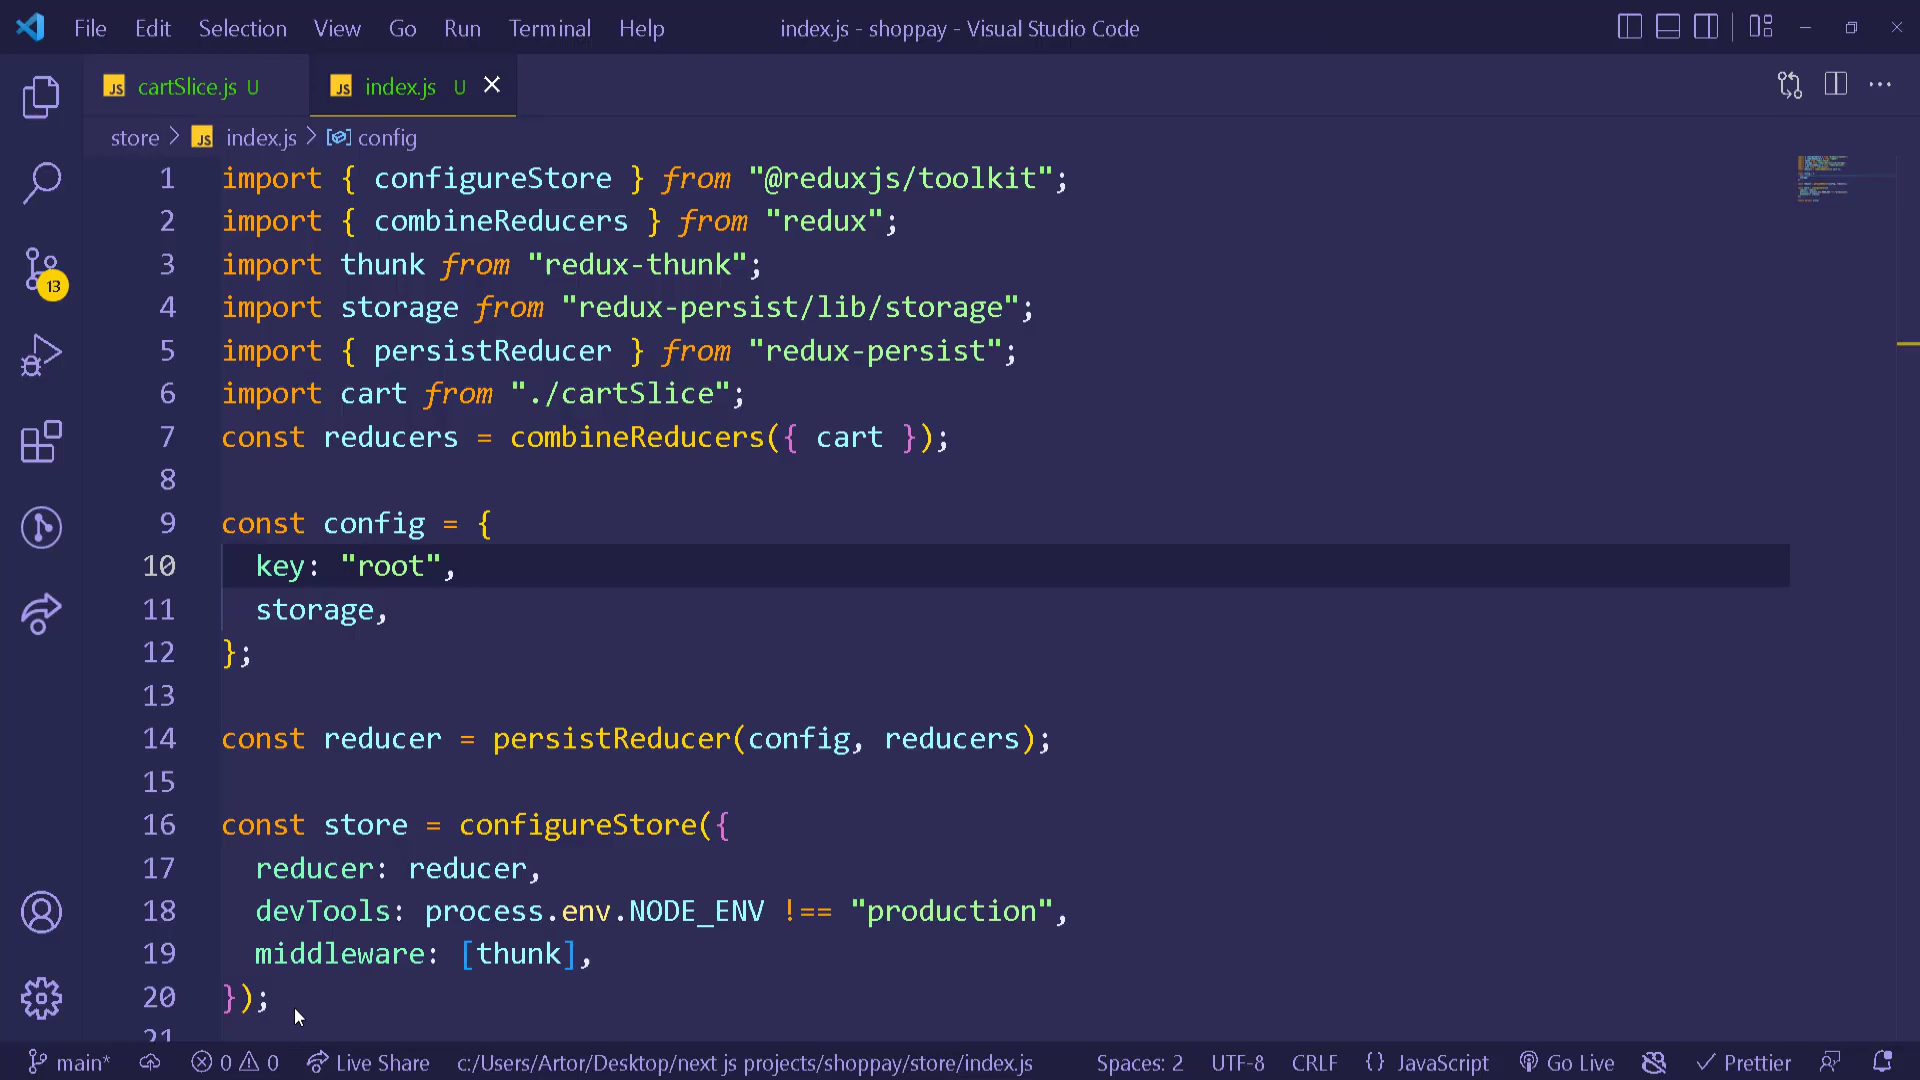 File Edit Selection View Go Run Terminal Help index.js - shoppay - Visual Studio Code
JS cartSlice.js U JS index.js U
store > JS index.js > config
1 import { configureStore } from "@reduxjs/toolkit";
2 import { combineReducers } from "redux";
3 import thunk from "redux-thunk";
4 import storage from "redux-persist/lib/storage";
5 import { persistReducer } from "redux-persist";
6 import cart from "./cartSlice";
7 const reducers = combineReducers({ cart });
8
9 const config = {
10 key: "root",
11 storage,
12 };
13
14 const reducer = persistReducer(config, reducers);
15
16 const store = configureStore({
17 reducer: reducer,
18 devTools: process.env.NODE_ENV !== "production",
19 middleware: [thunk],
20 });
21
13
main* 0 0 Live Share c:/Users/Artor/Desktop/next js projects/shoppay/store/index.js Spaces: 2 UTF-8 CRLF {} JavaScript Go Live Prettier